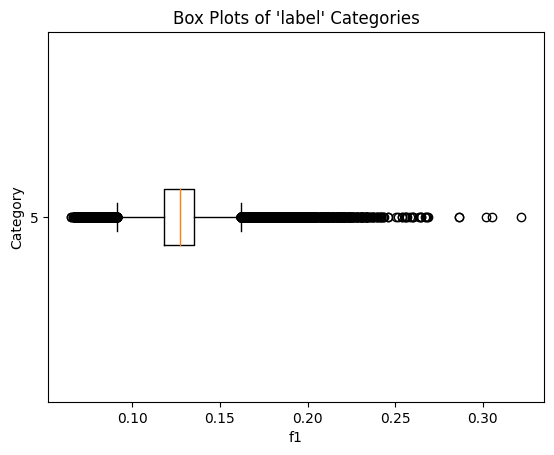 Box Plots of 'label' Categories
Category
5
0.10 0.15 0.20 0.25 0.30
f1